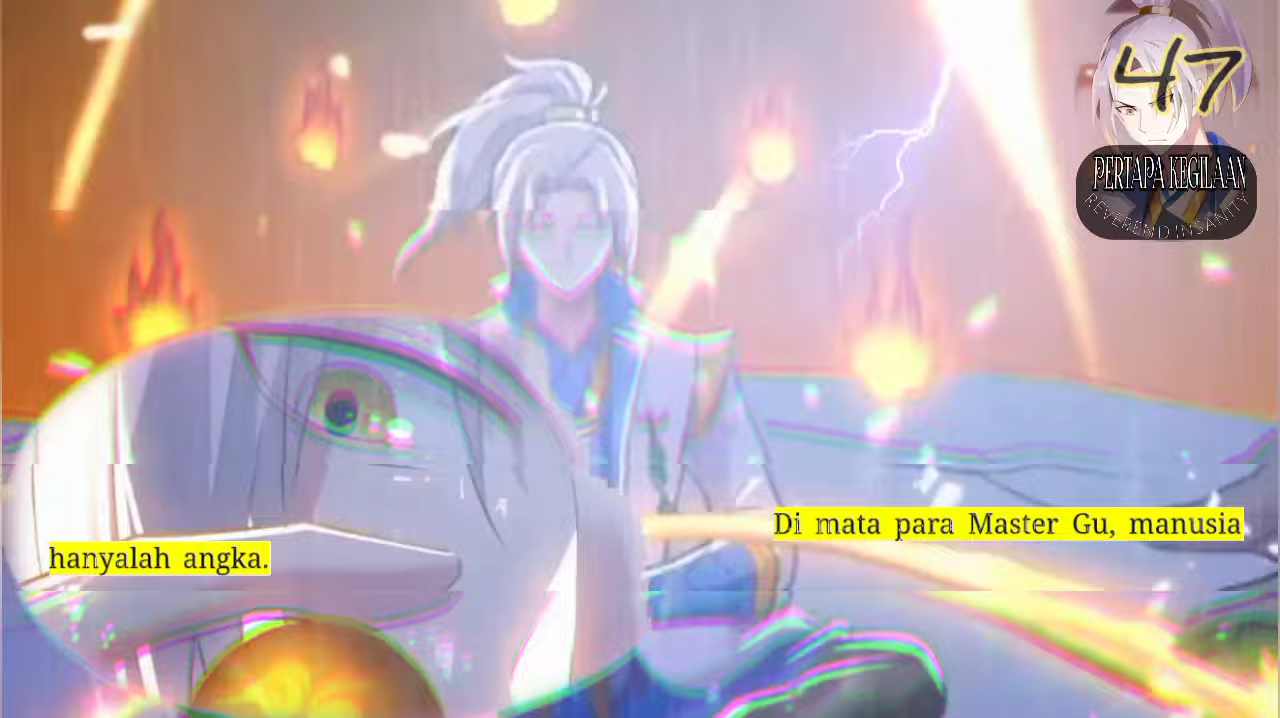 47
PERTAPA KEGILAAN
REVEREND INSANITY
Di mata para Master Gu, manusia
hanyalah angka.